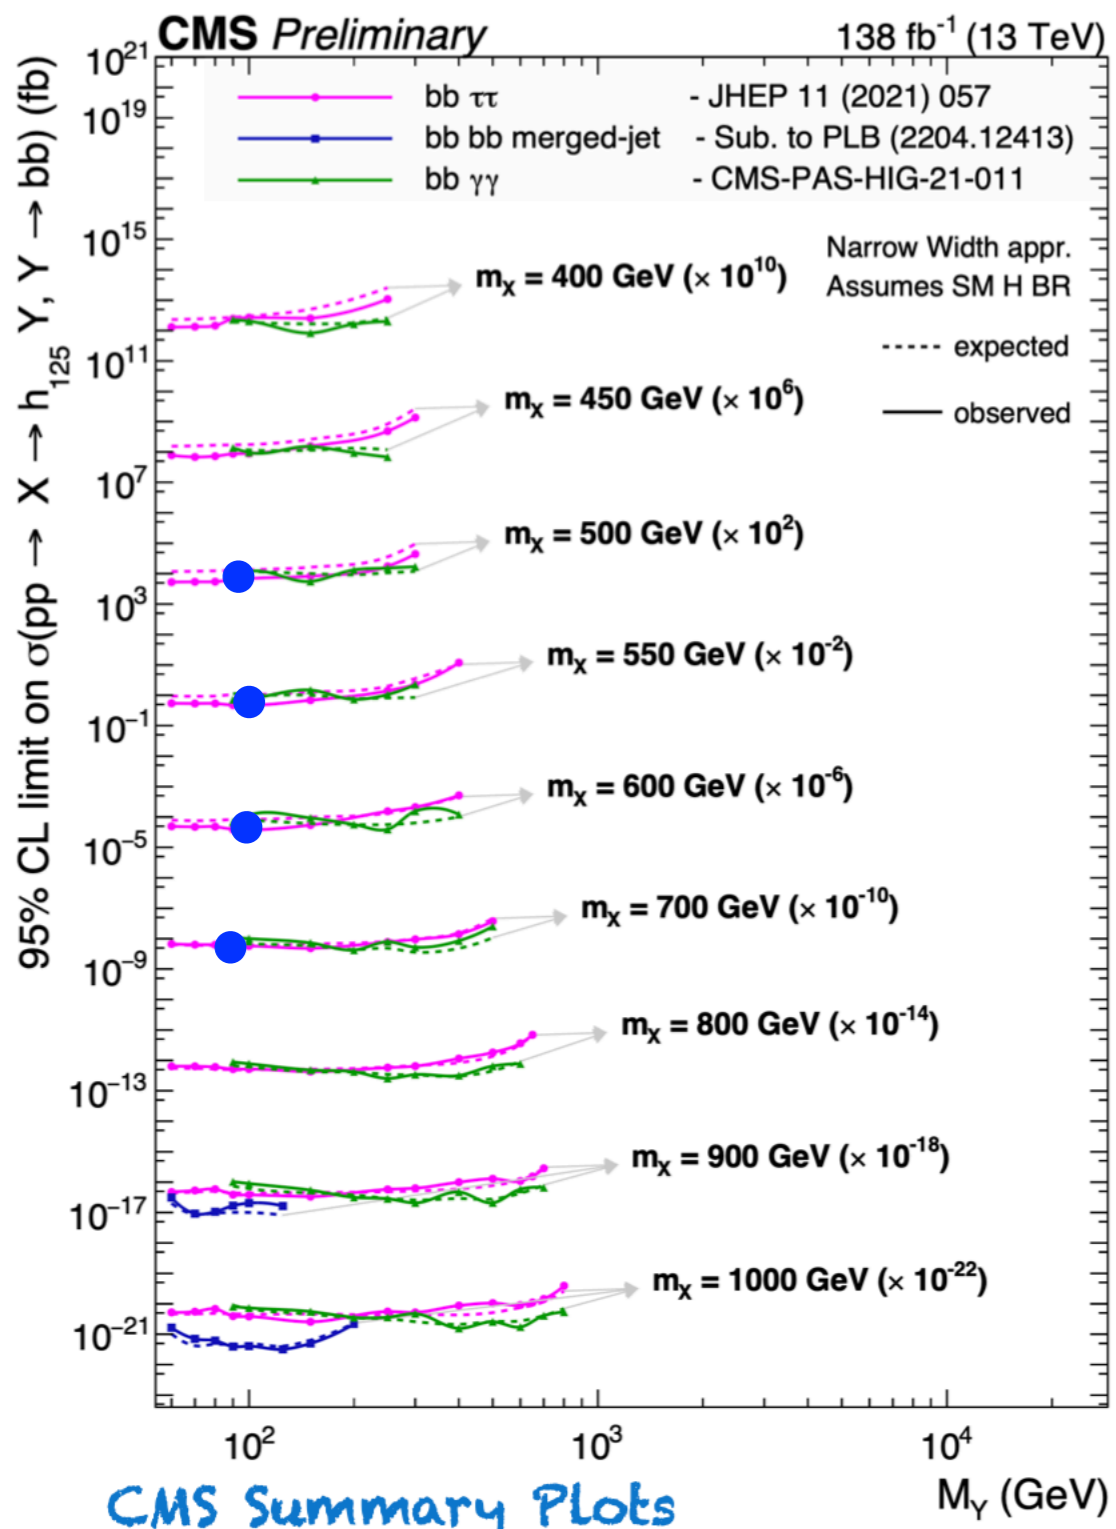 CMS Preliminary 138 fb⁻¹ (13 TeV)
95% CL limit on σ(pp → X → h₁₂₅ Y, Y → bb) (fb)
10²¹
10¹⁹
10¹⁵
10¹¹
10⁷
10³
10⁻¹
10⁻⁵
10⁻⁹
10⁻¹³
10⁻¹⁷
10⁻²¹
bb ττ - JHEP 11 (2021) 057
bb bb merged-jet - Sub. to PLB (2204.12413)
bb γγ - CMS-PAS-HIG-21-011
Narrow Width appr.
Assumes SM H BR
expected
observed
mX = 400 GeV (× 10¹⁰)
mX = 450 GeV (× 10⁶)
mX = 500 GeV (× 10²)
mX = 550 GeV (× 10⁻²)
mX = 600 GeV (× 10⁻⁶)
mX = 700 GeV (× 10⁻¹⁰)
mX = 800 GeV (× 10⁻¹⁴)
mX = 900 GeV (× 10⁻¹⁸)
mX = 1000 GeV (× 10⁻²²)
10² 10³ 10⁴
MY (GeV)
CMS Summary Plots